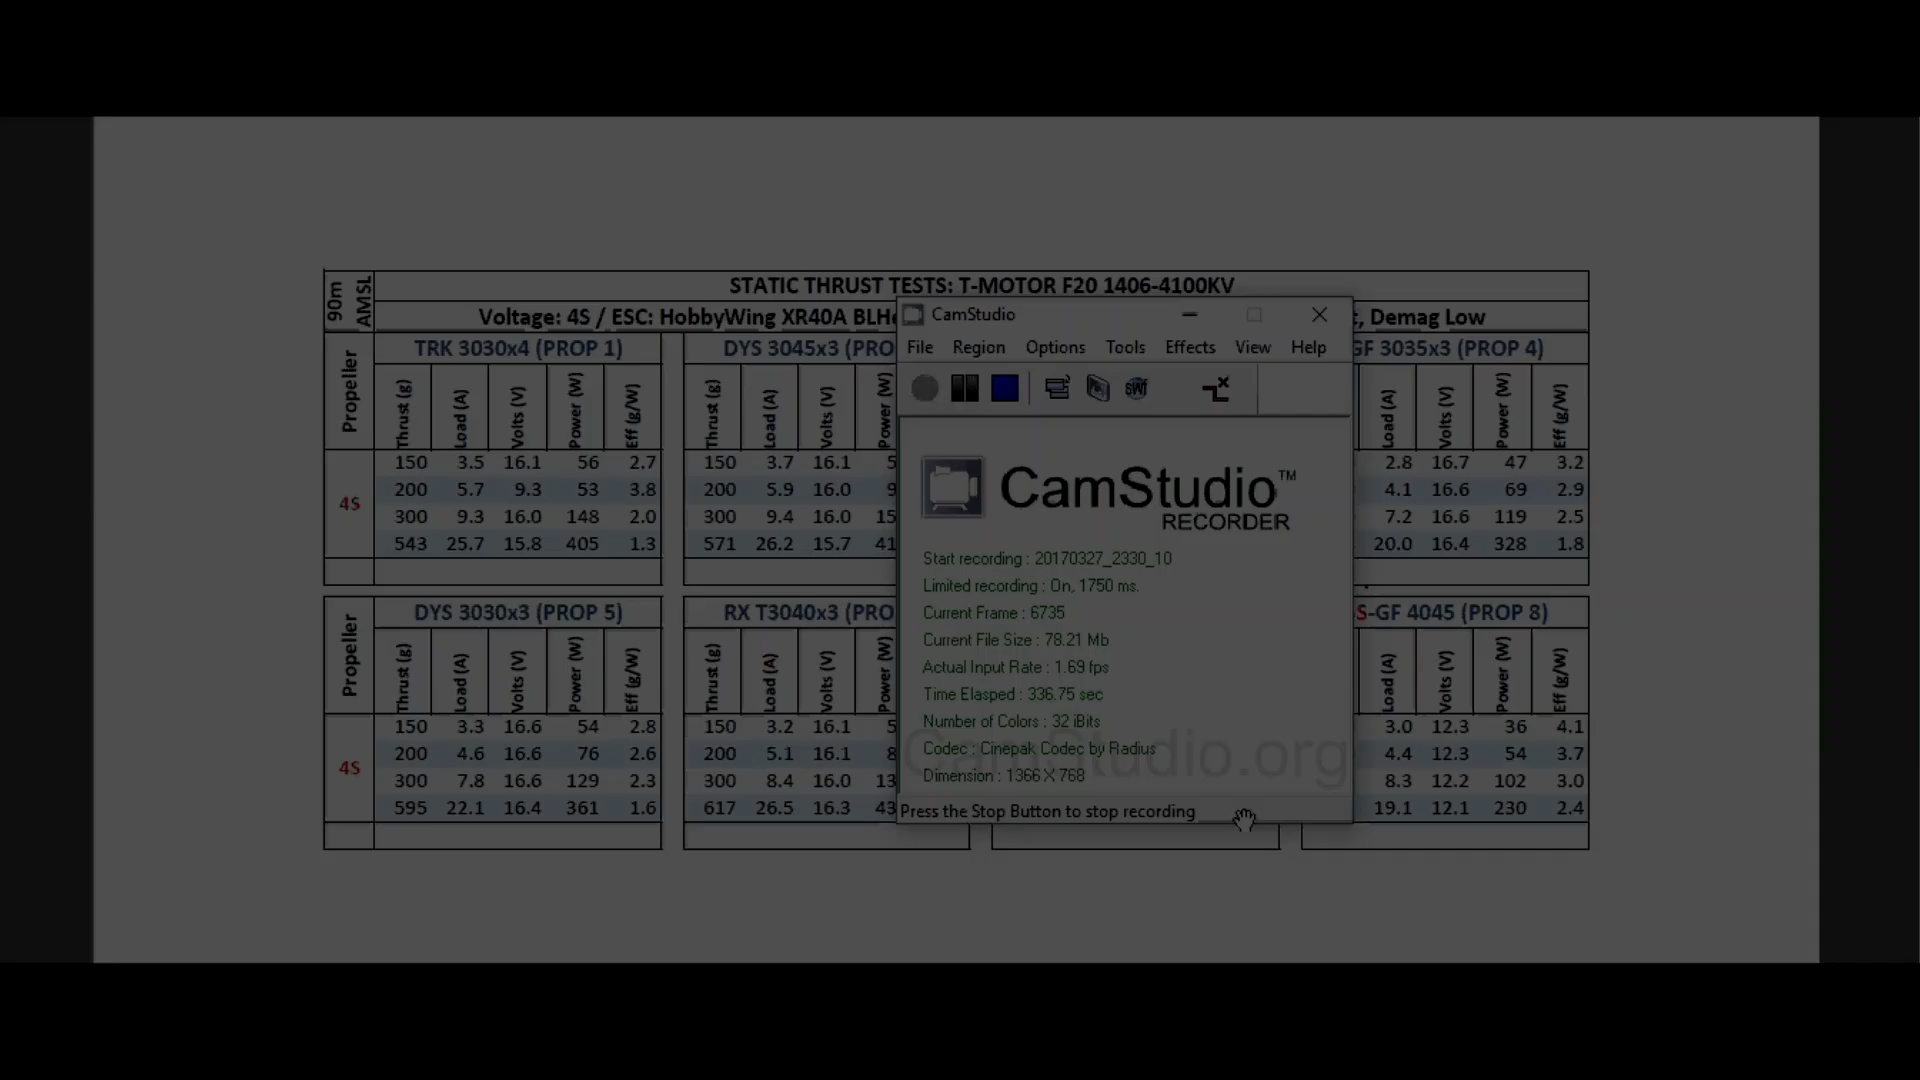 90m AMSL
STATIC THRUST TESTS: T-MOTOR F20 1406-4100KV
Voltage: 4S / ESC: HobbyWing XR40A , Demag Low
Propeller
TRK 3030x4 (PROP 1)
DYS 3045x3
3035x3 (PROP 4)
Thrust (g) Load (A) Volts (V) Power (W) Eff (g/W) Thrust (g) Load (A) Volts (V) Power (W) Load (A) Volts (V) Power (W) Eff (g/W)
4S
150 3.5 16.1 56 2.7 150 3.7 16.1 2.8 16.7 47 3.2
200 5.7 9.3 53 3.8 200 5.9 16.0 4.1 16.6 69 2.9
300 9.3 16.0 148 2.0 300 9.4 16.0 7.2 16.6 119 2.5
543 25.7 15.8 405 1.3 571 26.2 15.7 20.0 16.4 328 1.8
Propeller
DYS 3030x3 (PROP 5)
RX T3040x3
S-GF 4045 (PROP 8)
Thrust (g) Load (A) Volts (V) Power (W) Eff (g/W) Thrust (g) Load (A) Volts (V) Power (W) Load (A) Volts (V) Power (W) Eff (g/W)
4S
150 3.3 16.6 54 2.8 150 3.2 16.1 3.0 12.3 36 4.1
200 4.6 16.6 76 2.6 200 5.1 16.1 4.4 12.3 54 3.7
300 7.8 16.6 129 2.3 300 8.4 16.0 8.3 12.2 102 3.0
595 22.1 16.4 361 1.6 617 26.5 16.3 19.1 12.1 230 2.4
CamStudio
File Region Options Tools Effects View Help
swf
CamStudio™
RECORDER
Start recording : 20170327_2330_10
Limited recording : On, 1750 ms.
Current Frame : 6735
Current File Size : 78.21 Mb
Actual Input Rate : 1.69 fps
Time Elasped : 336.75 sec
Number of Colors : 32 iBits
Codec : Cinepak Codec by Radius
Dimension : 1366 X 768
CamStudio.org
Press the Stop Button to stop recording